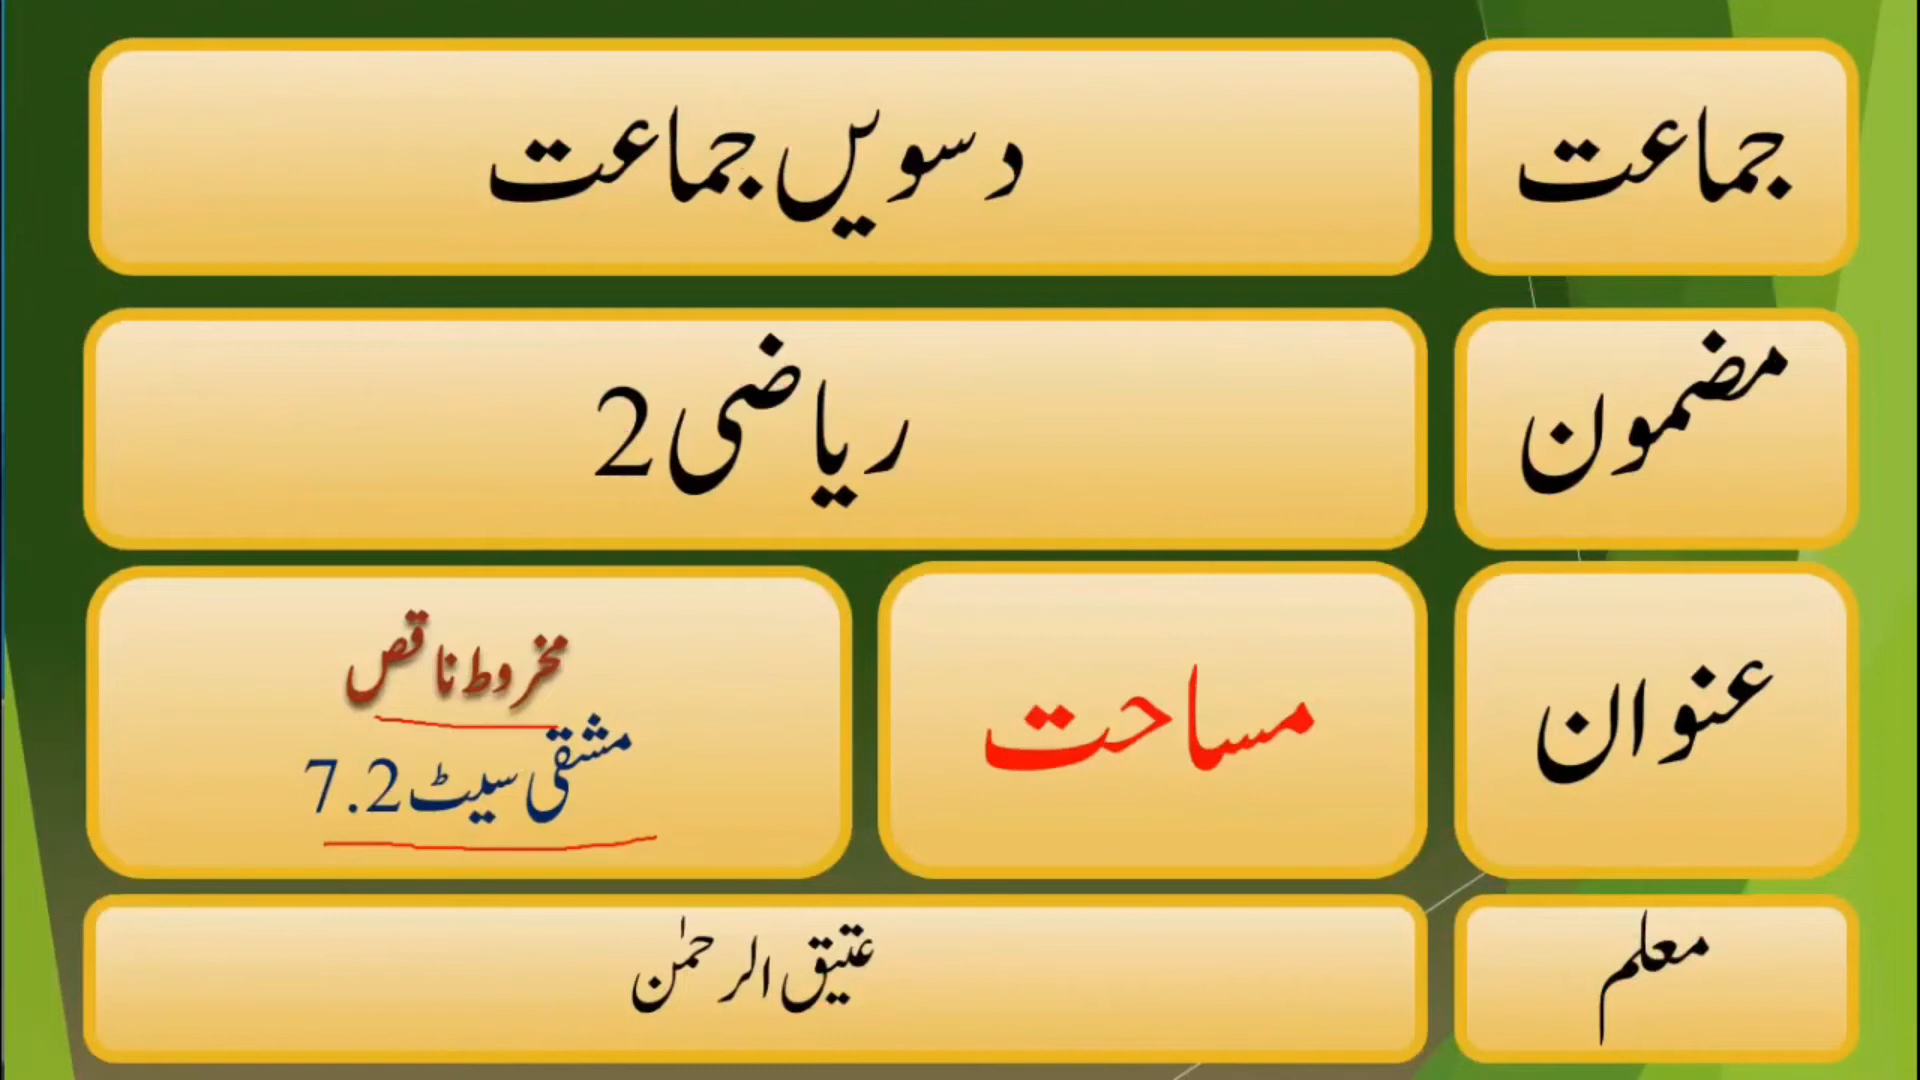 جماعت
دسویں جماعت
مضمون
ریاضی 2
عنوان
مساحت
مخروط ناقص
مشقی سیٹ 7.2
معلم
عتیق الرحمٰن